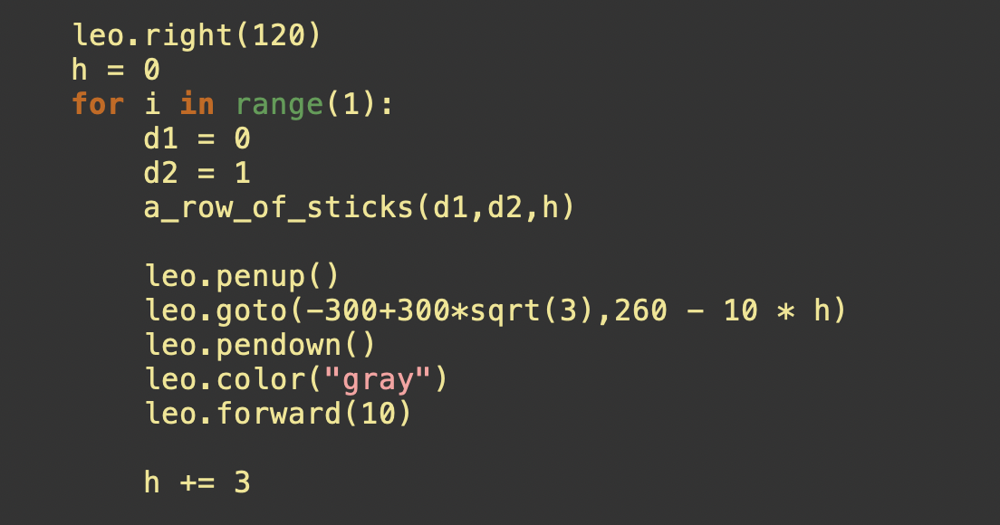 leo.right(120)
h = 0
for i in range(1):
    d1 = 0
    d2 = 1
    a_row_of_sticks(d1,d2,h)

    leo.penup()
    leo.goto(-300+300*sqrt(3),260 - 10 * h)
    leo.pendown()
    leo.color("gray")
    leo.forward(10)

    h += 3